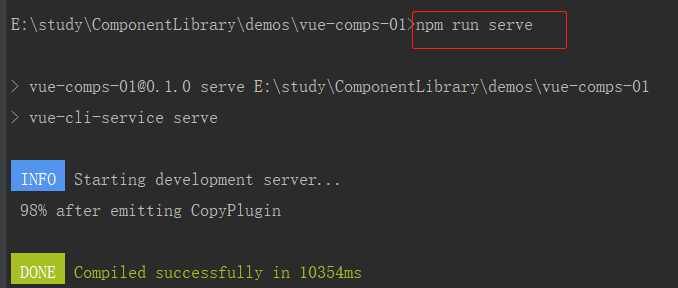 E:\study\ComponentLibrary\demos\vue-comps-01>npm run serve
> vue-comps-01@0.1.0 serve E:\study\ComponentLibrary\demos\vue-comps-01
> vue-cli-service serve
INFO Starting development server...
98% after emitting CopyPlugin
DONE Compiled successfully in 10354ms